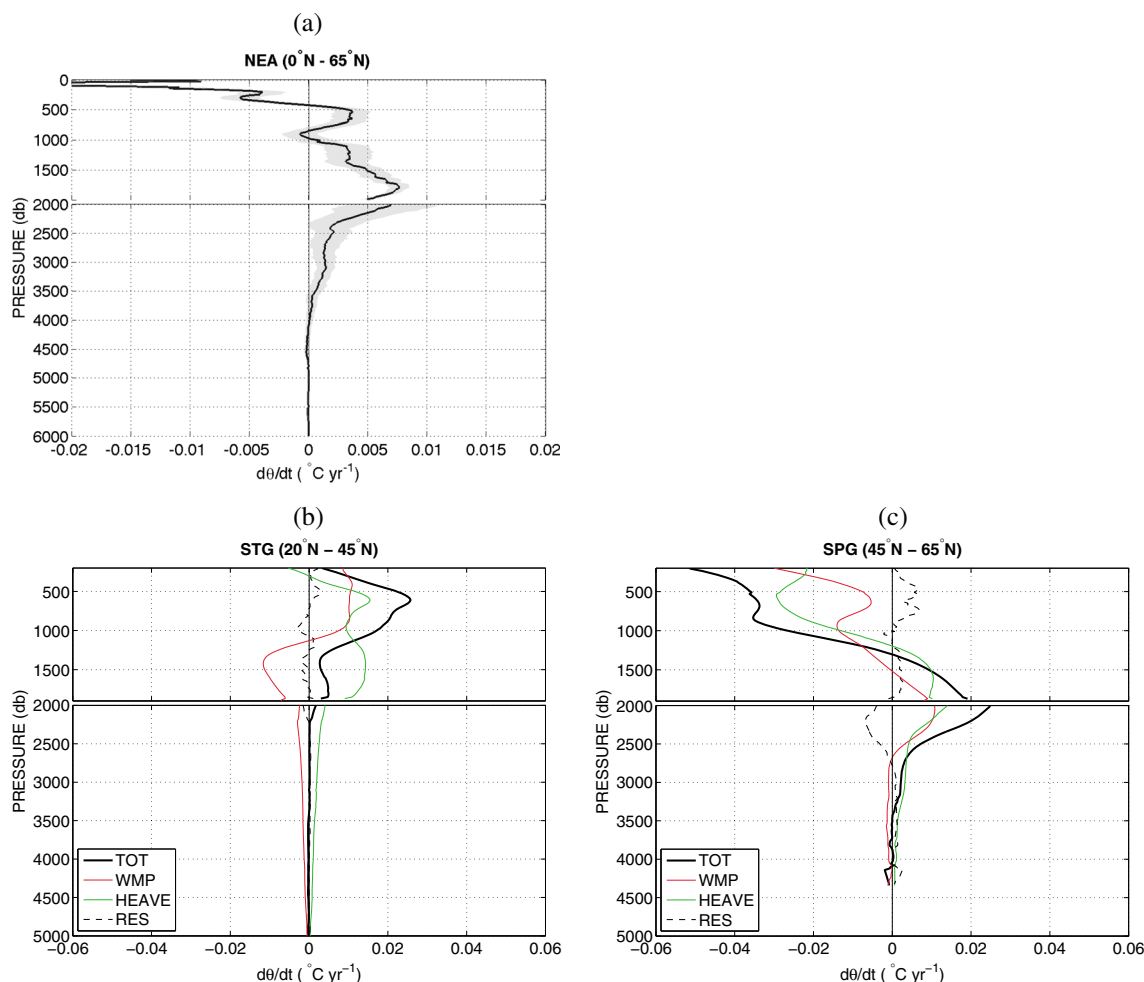 (a)
NEA (0°N - 65°N)
0
500
1000
1500
2000
2500
3000
3500
4000
4500
5000
5500
6000
PRESSURE (db)
-0.02 -0.015 -0.01 -0.005 0 0.005 0.01 0.015 0.02
dθ/dt ( °C yr⁻¹)
(b)
STG (20°N − 45°N)
500
1000
1500
2000
2500
3000
3500
4000
4500
5000
PRESSURE (db)
TOT
WMP
HEAVE
RES
−0.06 −0.04 −0.02 0 0.02 0.04 0.06
dθ/dt ( °C yr⁻¹)
(c)
SPG (45°N − 65°N)
500
1000
1500
2000
2500
3000
3500
4000
4500
5000
PRESSURE (db)
TOT
WMP
HEAVE
RES
−0.06 −0.04 −0.02 0 0.02 0.04 0.06
dθ/dt ( °C yr⁻¹)